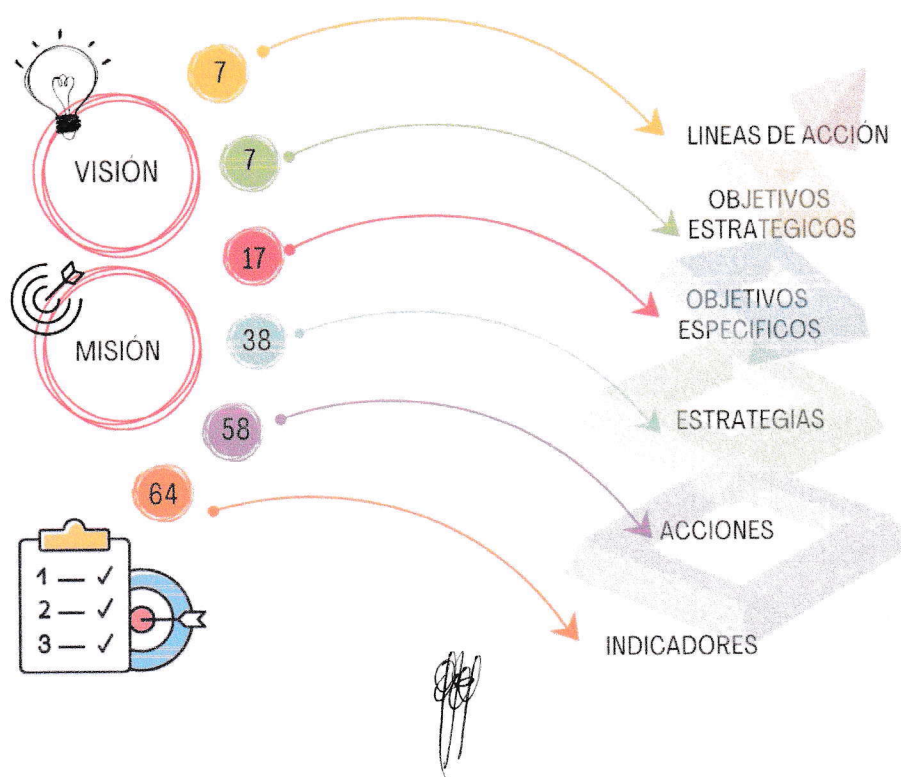 VISIÓN
MISIÓN
7
LINEAS DE ACCIÓN
7
OBJETIVOS
ESTRATEGICOS
17
OBJETIVOS
ESPECIFICOS
38
ESTRATEGIAS
58
ACCIONES
64
INDICADORES
1 — ✓
2 — ✓
3 — ✓